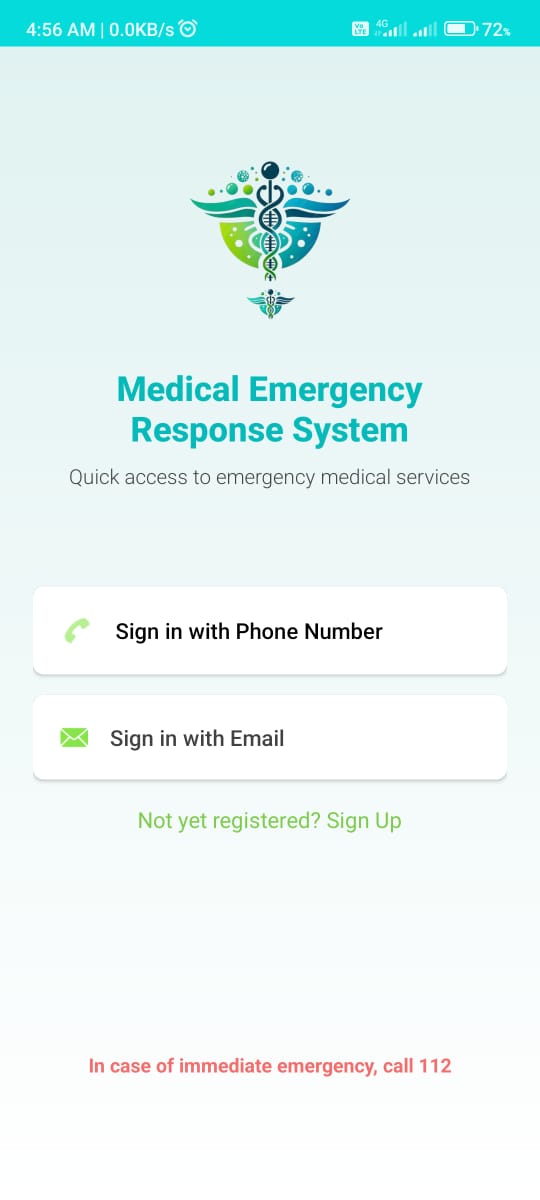 4:56 AM | 0.0KB/s Vo LTE 4G 72%
Medical Emergency
Response System
Quick access to emergency medical services
Sign in with Phone Number
Sign in with Email
Not yet registered? Sign Up
In case of immediate emergency, call 112